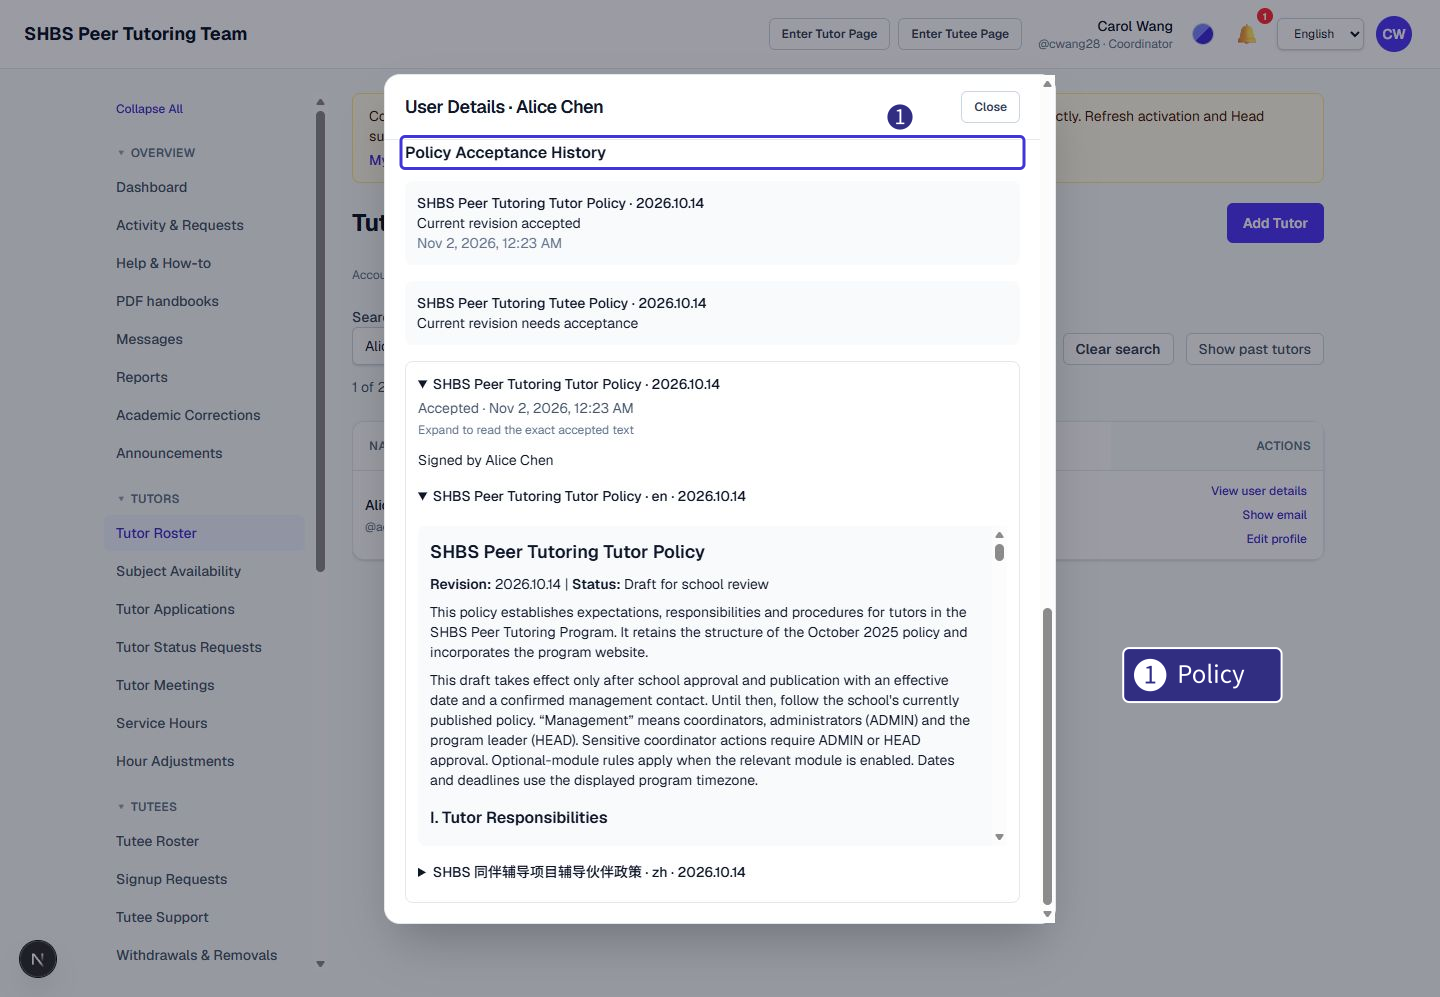 SHBS Peer Tutoring Team
Enter Tutor Page
Enter Tutee Page
Carol Wang
@cwang28 · Coordinator
1
English
CW
Collapse All
OVERVIEW
Dashboard
Activity & Requests
Help & How-to
PDF handbooks
Messages
Reports
Academic Corrections
Announcements
TUTORS
Tutor Roster
Subject Availability
Tutor Applications
Tutor Status Requests
Tutor Meetings
Service Hours
Hour Adjustments
TUTEES
Tutee Roster
Signup Requests
Tutee Support
Withdrawals & Removals
N
ctly. Refresh activation and Head
Add Tutor
1 of 2
Clear search
Show past tutors
ACTIONS
View user details
Show email
Edit profile
User Details · Alice Chen
1
Close
Policy Acceptance History
SHBS Peer Tutoring Tutor Policy · 2026.10.14
Current revision accepted
Nov 2, 2026, 12:23 AM
SHBS Peer Tutoring Tutee Policy · 2026.10.14
Current revision needs acceptance
▼ SHBS Peer Tutoring Tutor Policy · 2026.10.14
Accepted · Nov 2, 2026, 12:23 AM
Expand to read the exact accepted text
Signed by Alice Chen
▼ SHBS Peer Tutoring Tutor Policy · en · 2026.10.14
SHBS Peer Tutoring Tutor Policy
Revision: 2026.10.14 | Status: Draft for school review
This policy establishes expectations, responsibilities and procedures for tutors in the
SHBS Peer Tutoring Program. It retains the structure of the October 2025 policy and
incorporates the program website.
This draft takes effect only after school approval and publication with an effective
date and a confirmed management contact. Until then, follow the school's currently
published policy. “Management” means coordinators, administrators (ADMIN) and the
program leader (HEAD). Sensitive coordinator actions require ADMIN or HEAD
approval. Optional-module rules apply when the relevant module is enabled. Dates
and deadlines use the displayed program timezone.
I. Tutor Responsibilities
▶ SHBS 同伴辅导项目辅导伙伴政策 · zh · 2026.10.14
1 Policy